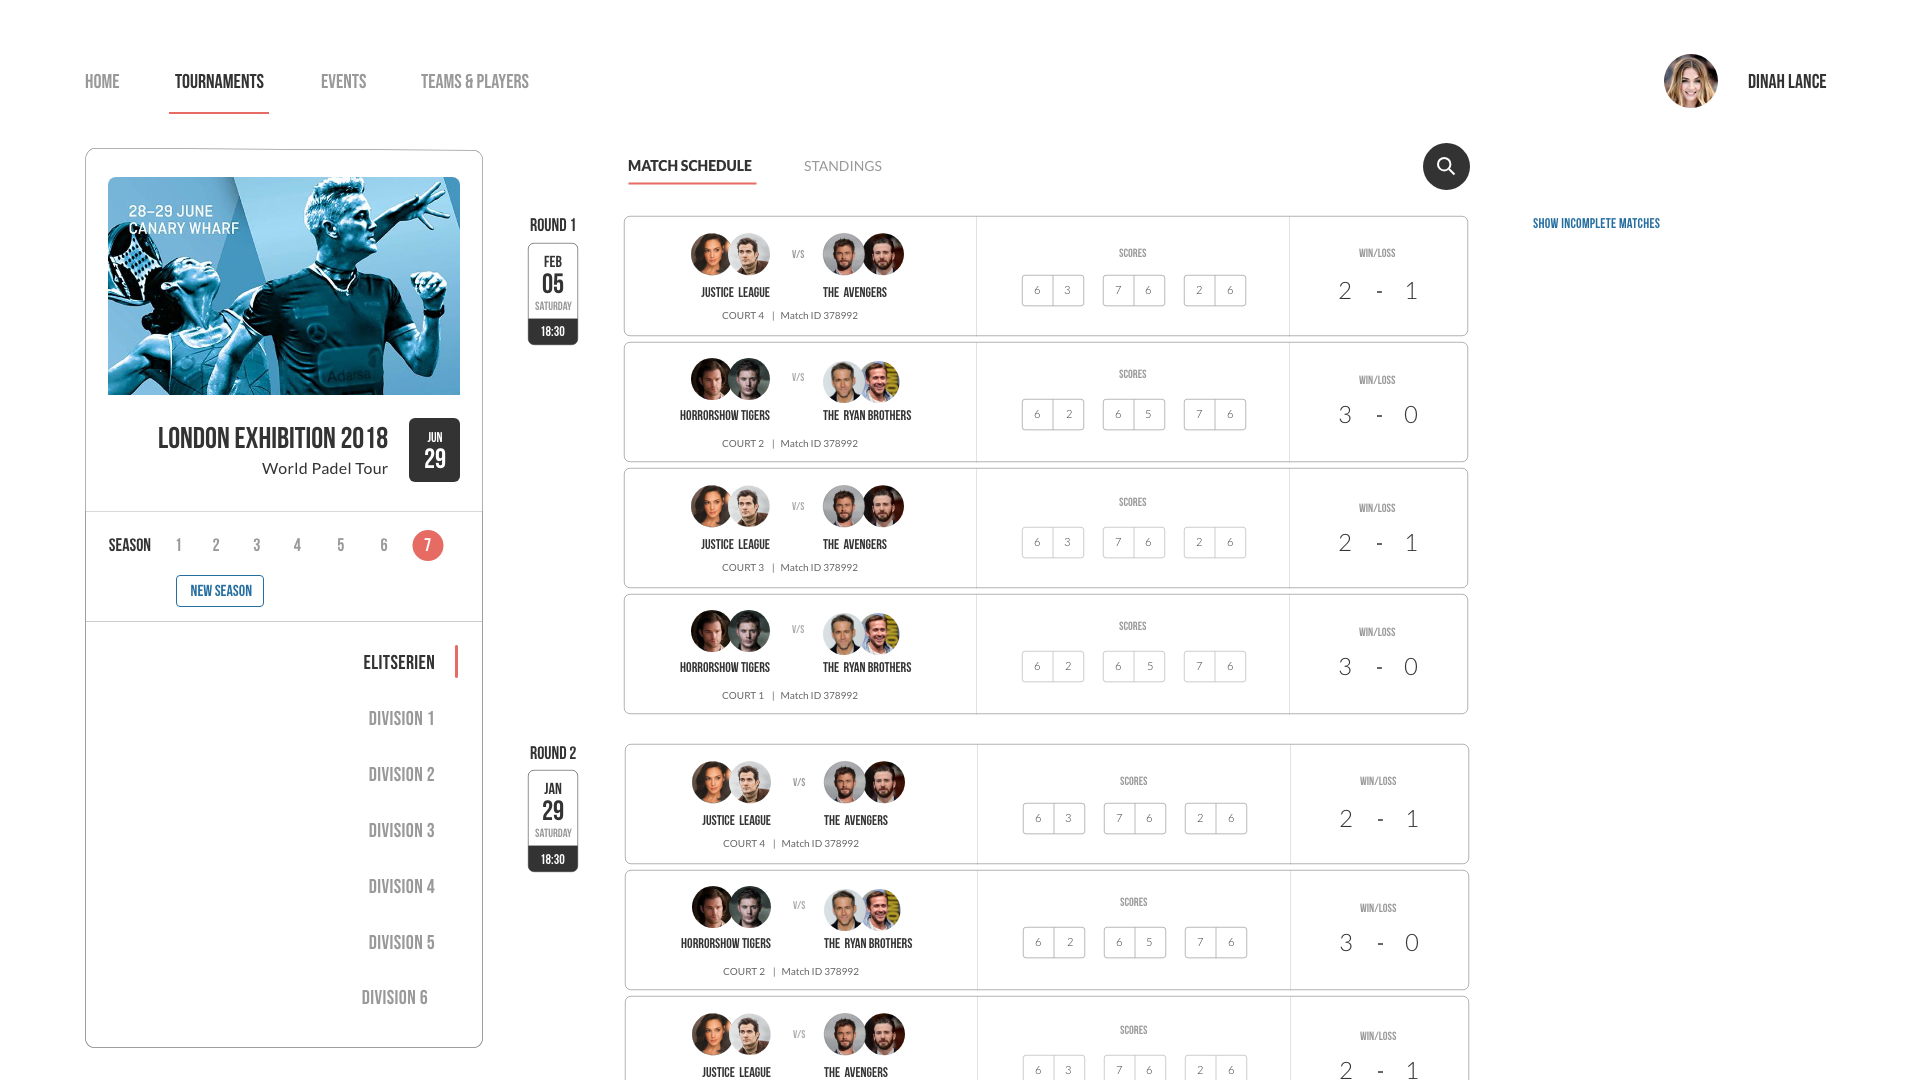 HOME
TOURNAMENTS
EVENTS
TEAMS & PLAYERS
DINAH LANCE
28–29 JUNE
CANARY WHARF
Adarsa
LONDON EXHIBITION 2018
World Padel Tour
JUN
29
SEASON 1 2 3 4 5 6 7
NEW SEASON
ELITSERIEN
DIVISION 1
DIVISION 2
DIVISION 3
DIVISION 4
DIVISION 5
DIVISION 6
MATCH SCHEDULE
STANDINGS
SHOW INCOMPLETE MATCHES
ROUND 1
FEB
05
SATURDAY
18:30
V/S
JUSTICE LEAGUE THE AVENGERS
COURT 4 | Match ID 378992
SCORES
6 3 7 6 2 6
WIN/LOSS
2 - 1
V/S
HORRORSHOW TIGERS THE RYAN BROTHERS
COURT 2 | Match ID 378992
SCORES
6 2 6 5 7 6
WIN/LOSS
3 - 0
V/S
JUSTICE LEAGUE THE AVENGERS
COURT 3 | Match ID 378992
SCORES
6 3 7 6 2 6
WIN/LOSS
2 - 1
V/S
HORRORSHOW TIGERS THE RYAN BROTHERS
COURT 1 | Match ID 378992
SCORES
6 2 6 5 7 6
WIN/LOSS
3 - 0
ROUND 2
JAN
29
SATURDAY
18:30
V/S
JUSTICE LEAGUE THE AVENGERS
COURT 4 | Match ID 378992
SCORES
6 3 7 6 2 6
WIN/LOSS
2 - 1
V/S
HORRORSHOW TIGERS THE RYAN BROTHERS
COURT 2 | Match ID 378992
SCORES
6 2 6 5 7 6
WIN/LOSS
3 - 0
V/S
JUSTICE LEAGUE THE AVENGERS
SCORES
6 3 7 6 2 6
WIN/LOSS
2 - 1